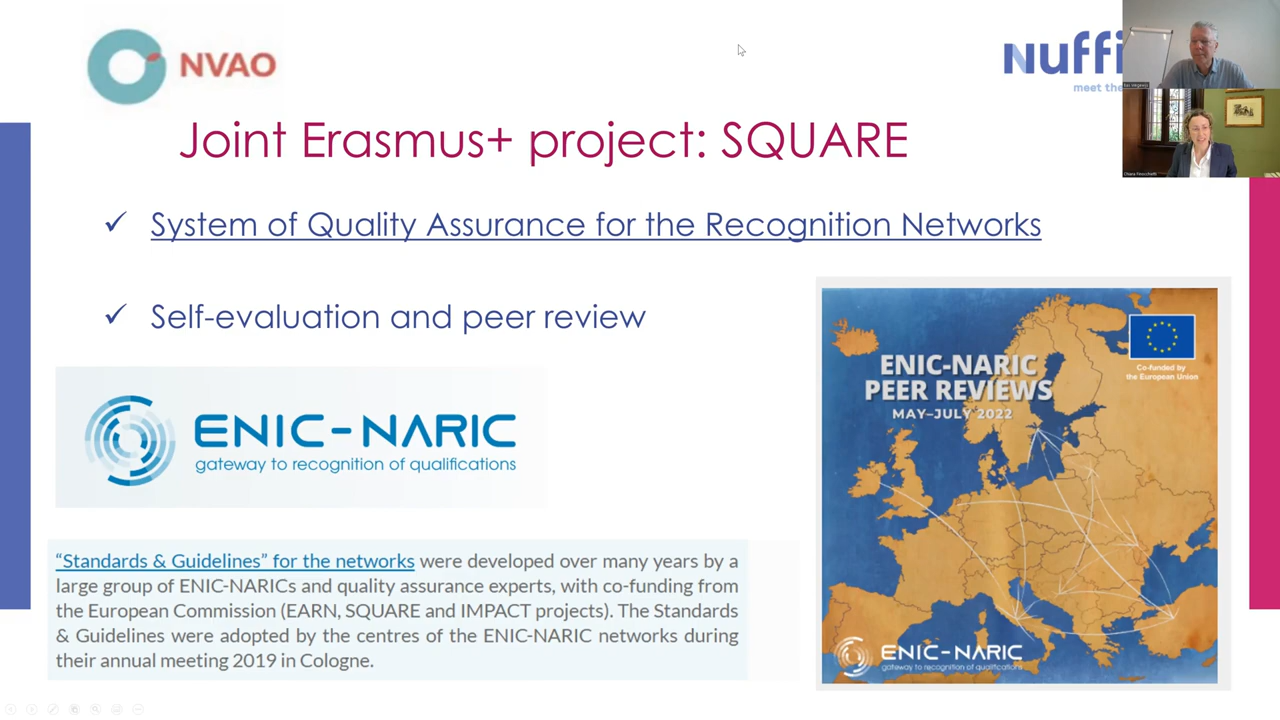 NVAO
Nuffi
meet the
Joint Erasmus+ project: SQUARE
✓ System of Quality Assurance for the Recognition Networks
✓ Self-evaluation and peer review
ENIC-NARIC
gateway to recognition of qualifications
"Standards & Guidelines" for the networks were developed over many years by a
large group of ENIC-NARICs and quality assurance experts, with co-funding from
the European Commission (EARN, SQUARE and IMPACT projects). The Standards
& Guidelines were adopted by the centres of the ENIC-NARIC networks during
their annual meeting 2019 in Cologne.
ENIC-NARIC
PEER REVIEWS
MAY–JULY 2022
Co-funded by
the European Union
ENIC-NARIC
gateway to recognition of qualifications